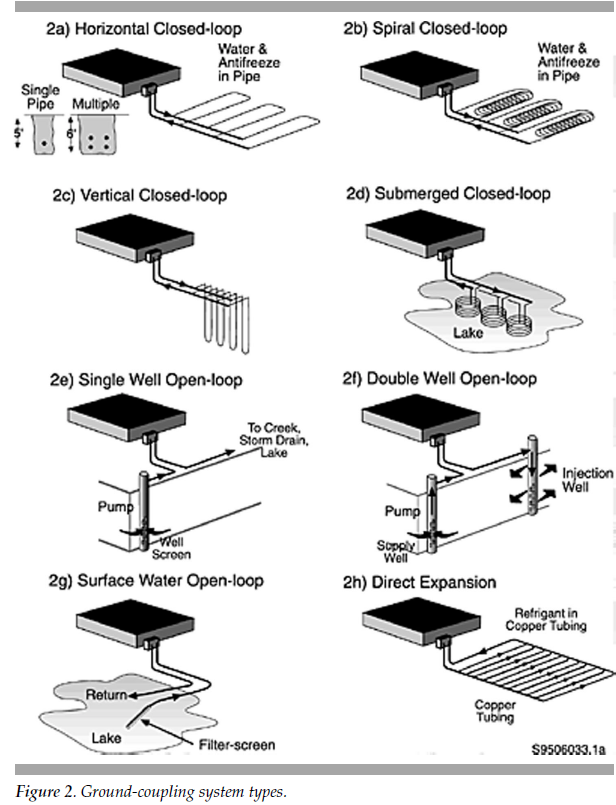 2a) Horizontal Closed-loop
Water &
Antifreeze
in Pipe
Single
Pipe Multiple
5'
6'
2b) Spiral Closed-loop
Water &
Antifreeze
in Pipe
2c) Vertical Closed-loop
2d) Submerged Closed-loop
Lake
2e) Single Well Open-loop
To Creek,
Storm Drain,
Lake
Pump
Well
Screen
2f) Double Well Open-loop
Injection
Well
Pump
Supply
Well
2g) Surface Water Open-loop
Return
Lake
Filter-screen
2h) Direct Expansion
Refrigant in
Copper Tubing
Copper
Tubing
S9506033.1a
Figure 2. Ground-coupling system types.